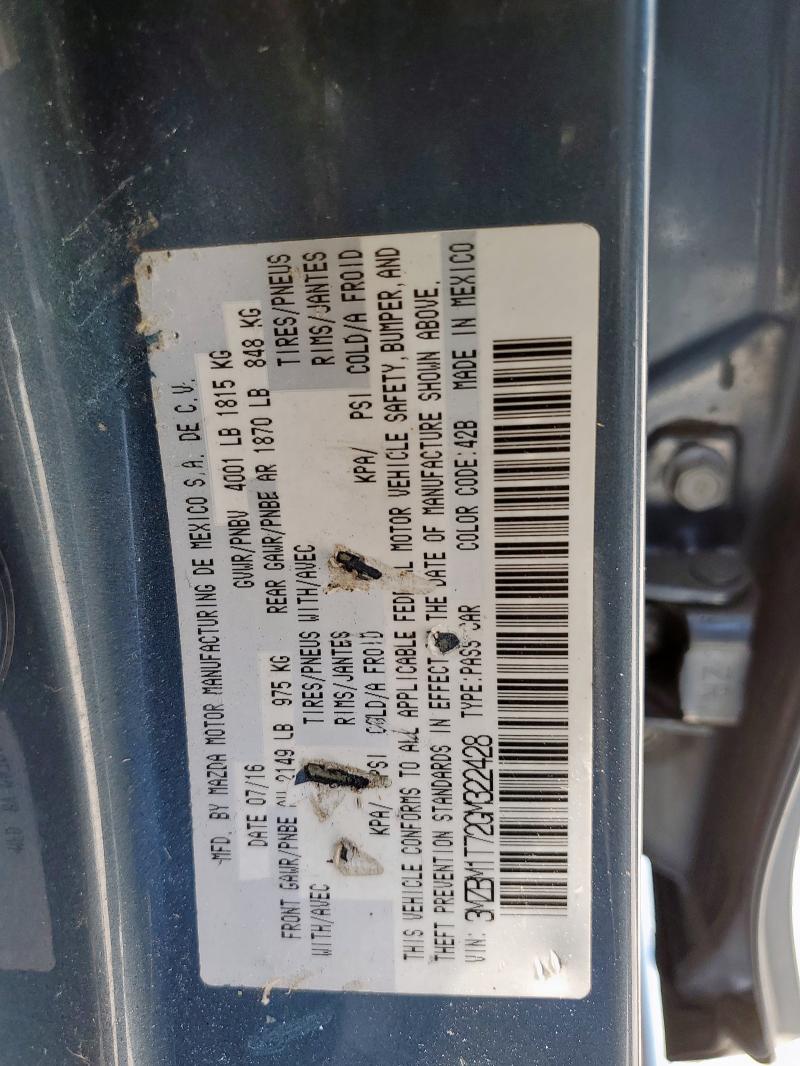 MFD. BY MAZDA MOTOR MANUFACTURING DE MEXICO S.A. DE C.V.
DATE 07/16 GVWR/PNBV 4001 LB 1815 KG
FRONT GAWR/PNBE 2149 LB 975 KG REAR GAWR/PNBE AR 1870 LB 848 KG
WITH/AVEC TIRES/PNEUS WITH/AVEC TIRES/PNEUS
RIMS/JANTES RIMS/JANTES
KPA/ PSI COLD/A FROID KPA/ PSI COLD/A FROID
THIS VEHICLE CONFORMS TO ALL APPLICABLE FEDERAL MOTOR VEHICLE SAFETY, BUMPER, AND
THEFT PREVENTION STANDARDS IN EFFECT THE DATE OF MANUFACTURE SHOWN ABOVE.
VIN: 3MZBM1T72GM322428 TYPE:PASS CAR COLOR CODE:42B MADE IN MEXICO